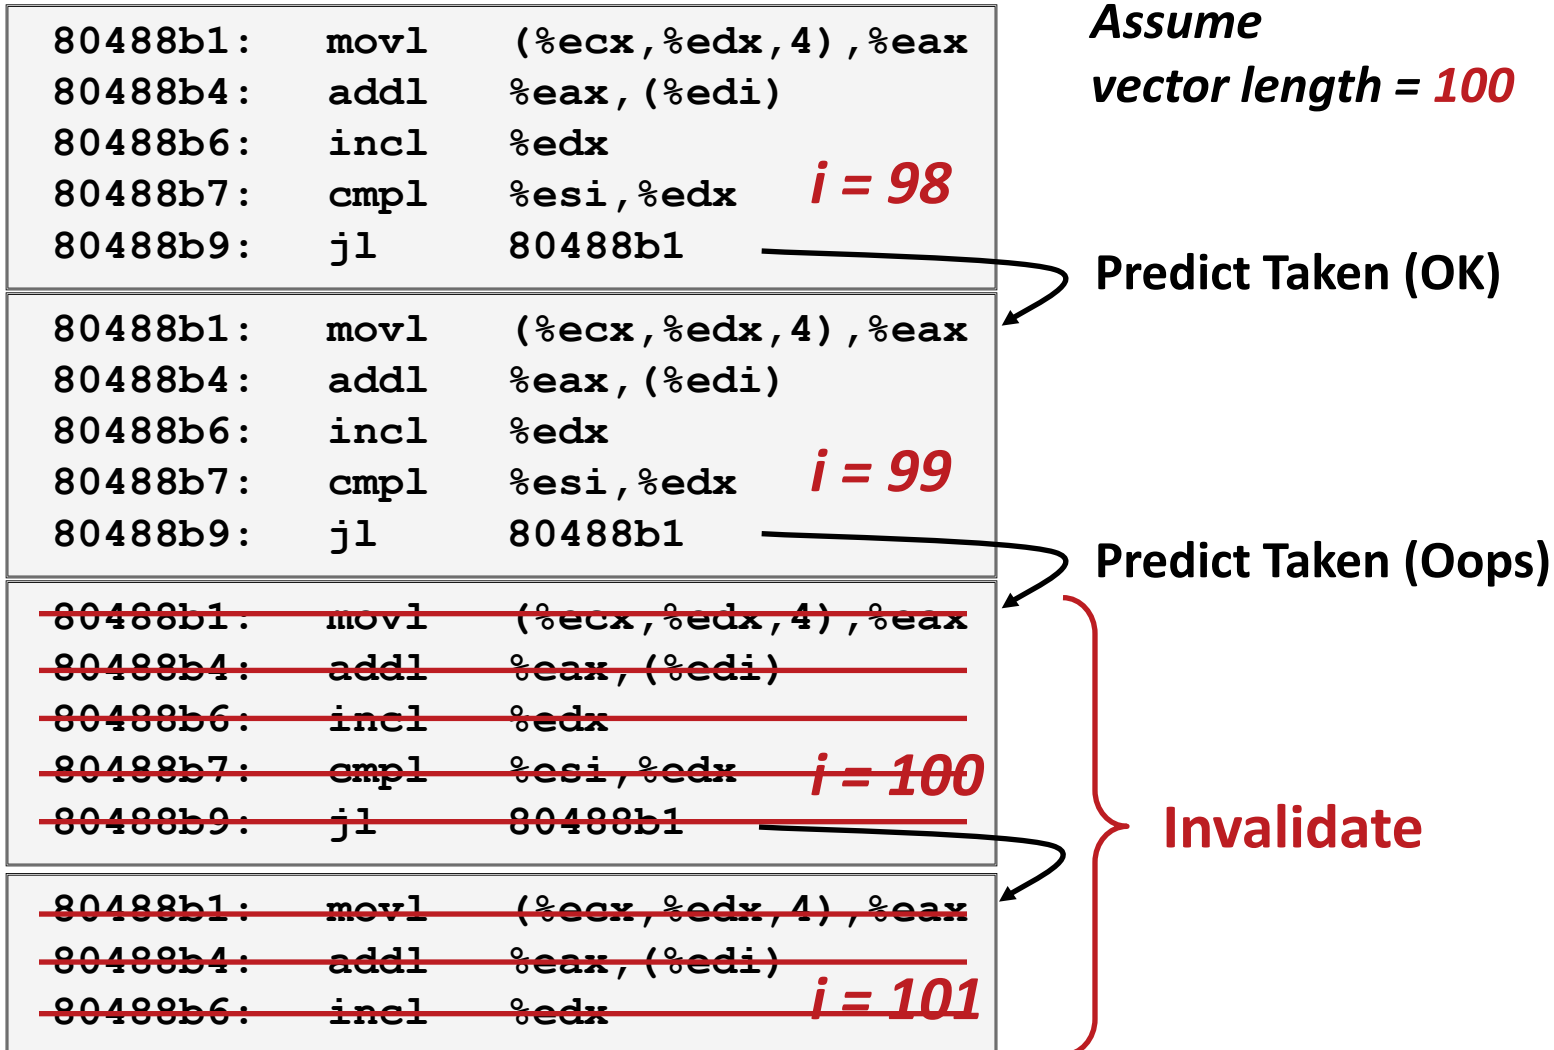 Assume
vector length = 100
80488b1: movl (%ecx,%edx,4),%eax
80488b4: addl %eax,(%edi)
80488b6: incl %edx
80488b7: cmpl %esi,%edx
i = 98
80488b9: jl 80488b1
Predict Taken (OK)
80488b1: movl (%ecx,%edx,4),%eax
80488b4: addl %eax,(%edi)
80488b6: incl %edx
80488b7: cmpl %esi,%edx
i = 99
80488b9: jl 80488b1
Predict Taken (Oops)
80488b1: movl (%ecx,%edx,4),%eax
80488b4: addl %eax,(%edi)
80488b6: incl %edx
80488b7: cmpl %esi,%edx
i = 100
80488b9: jl 80488b1
Invalidate
80488b1: movl (%ecx,%edx,4),%eax
80488b4: addl %eax,(%edi)
80488b6: incl %edx
i = 101